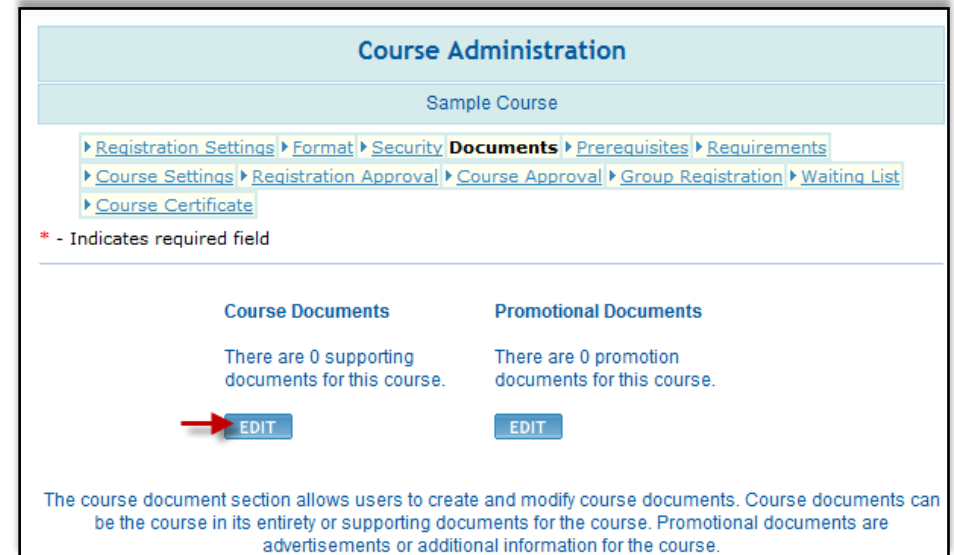 Course Administration
Sample Course
Registration Settings Format Security Documents Prerequisites Requirements
Course Settings Registration Approval Course Approval Group Registration Waiting List
Course Certificate
* - Indicates required field
Course Documents
There are 0 supporting
documents for this course.
EDIT
Promotional Documents
There are 0 promotion
documents for this course.
EDIT
The course document section allows users to create and modify course documents. Course documents can
be the course in its entirety or supporting documents for the course. Promotional documents are
advertisements or additional information for the course.